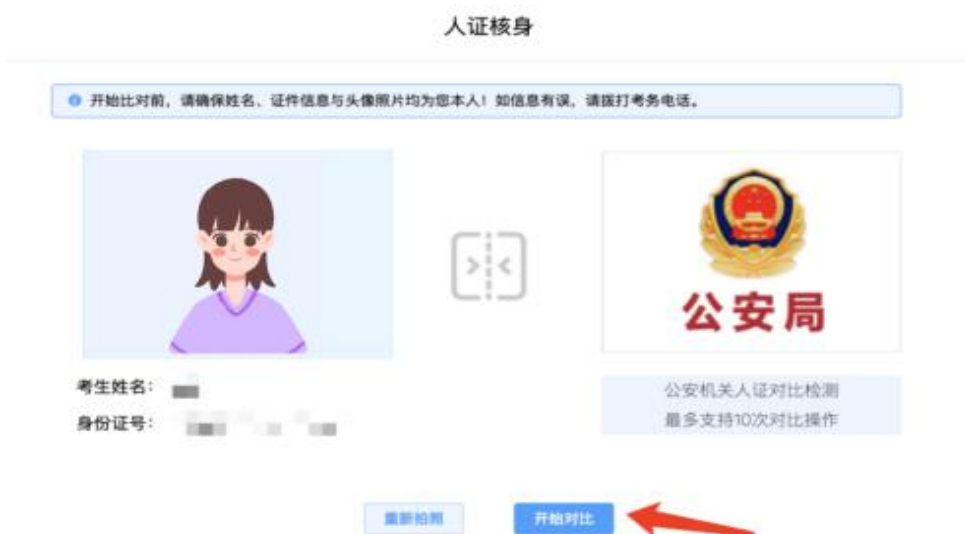 人证核身
开始比对前，请确保姓名、证件信息与头像照片均为您本人！如信息有误，请拨打考务电话。
公安局
考生姓名：
身份证号：
公安机关人证对比检测
最多支持10次对比操作
重新拍照
开始对比